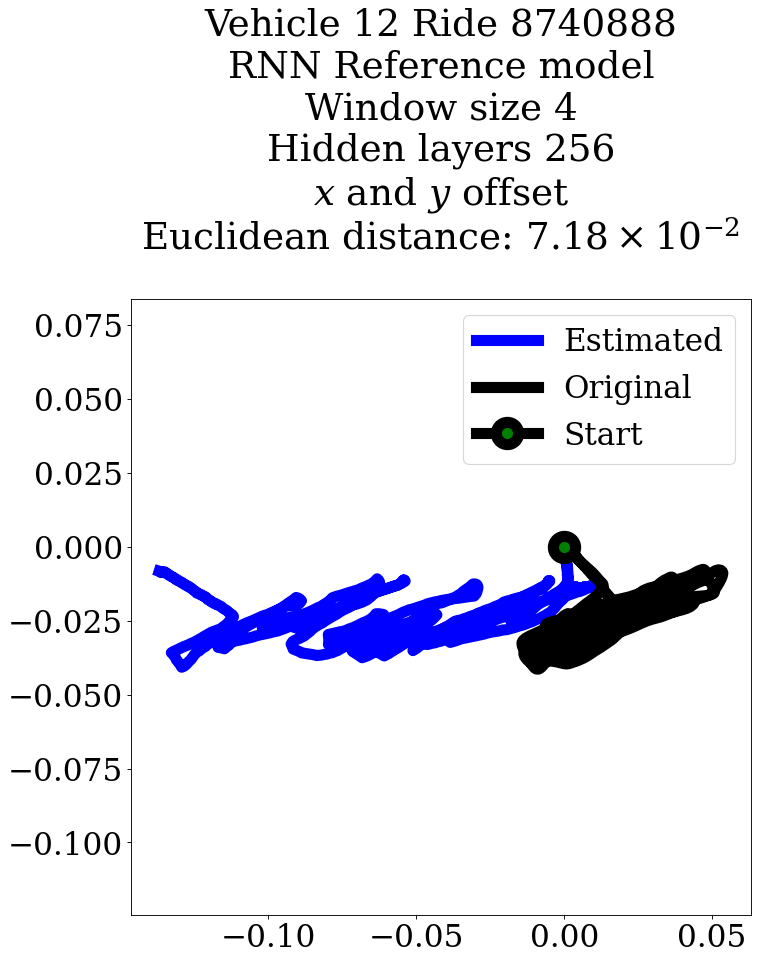 Vehicle 12 Ride 8740888
RNN Reference model
Window size 4
Hidden layers 256
x and y offset
Euclidean distance: 7.18 × 10⁻²
Estimated
Original
Start
0.075
0.050
0.025
0.000
−0.025
−0.050
−0.075
−0.100
−0.10
−0.05
0.00
0.05